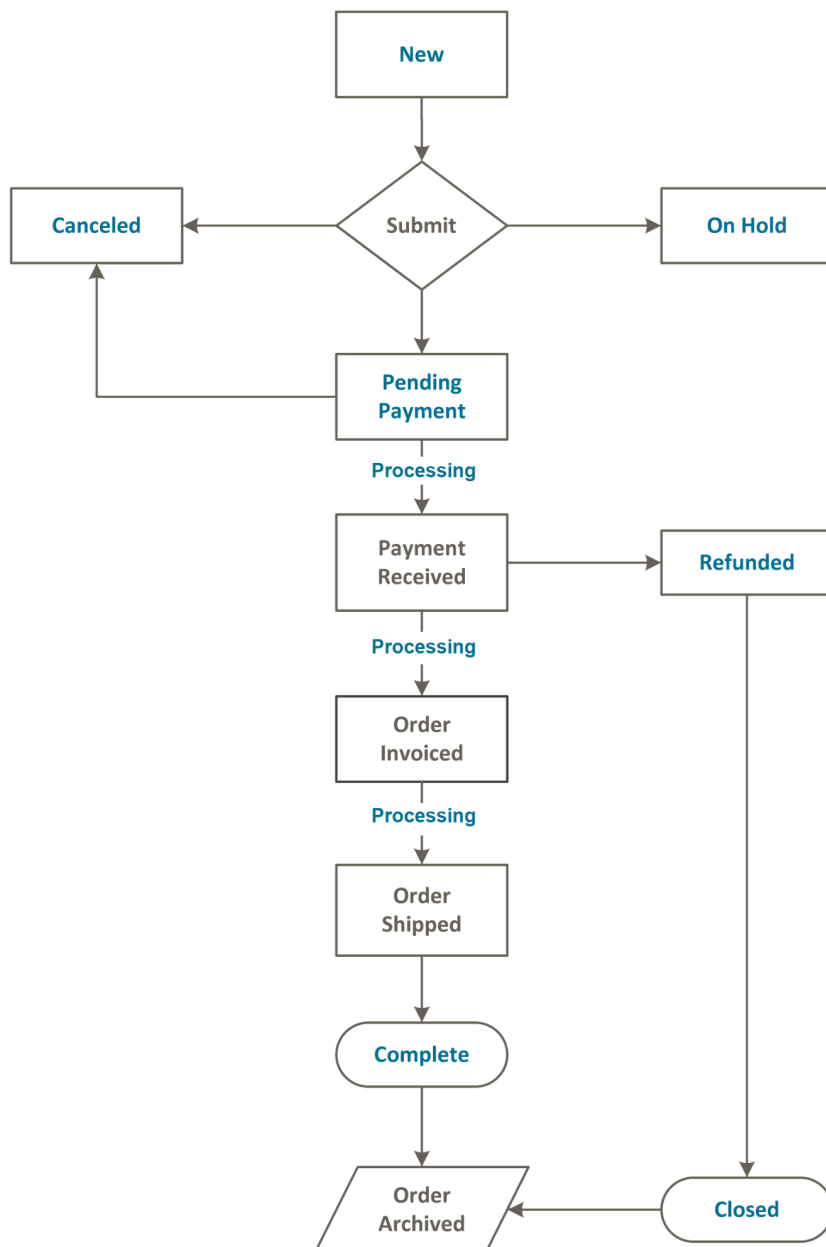 New
Canceled
Submit
On Hold
Pending
Payment
Processing
Payment
Received
Refunded
Processing
Order
Invoiced
Processing
Order
Shipped
Complete
Order
Archived
Closed